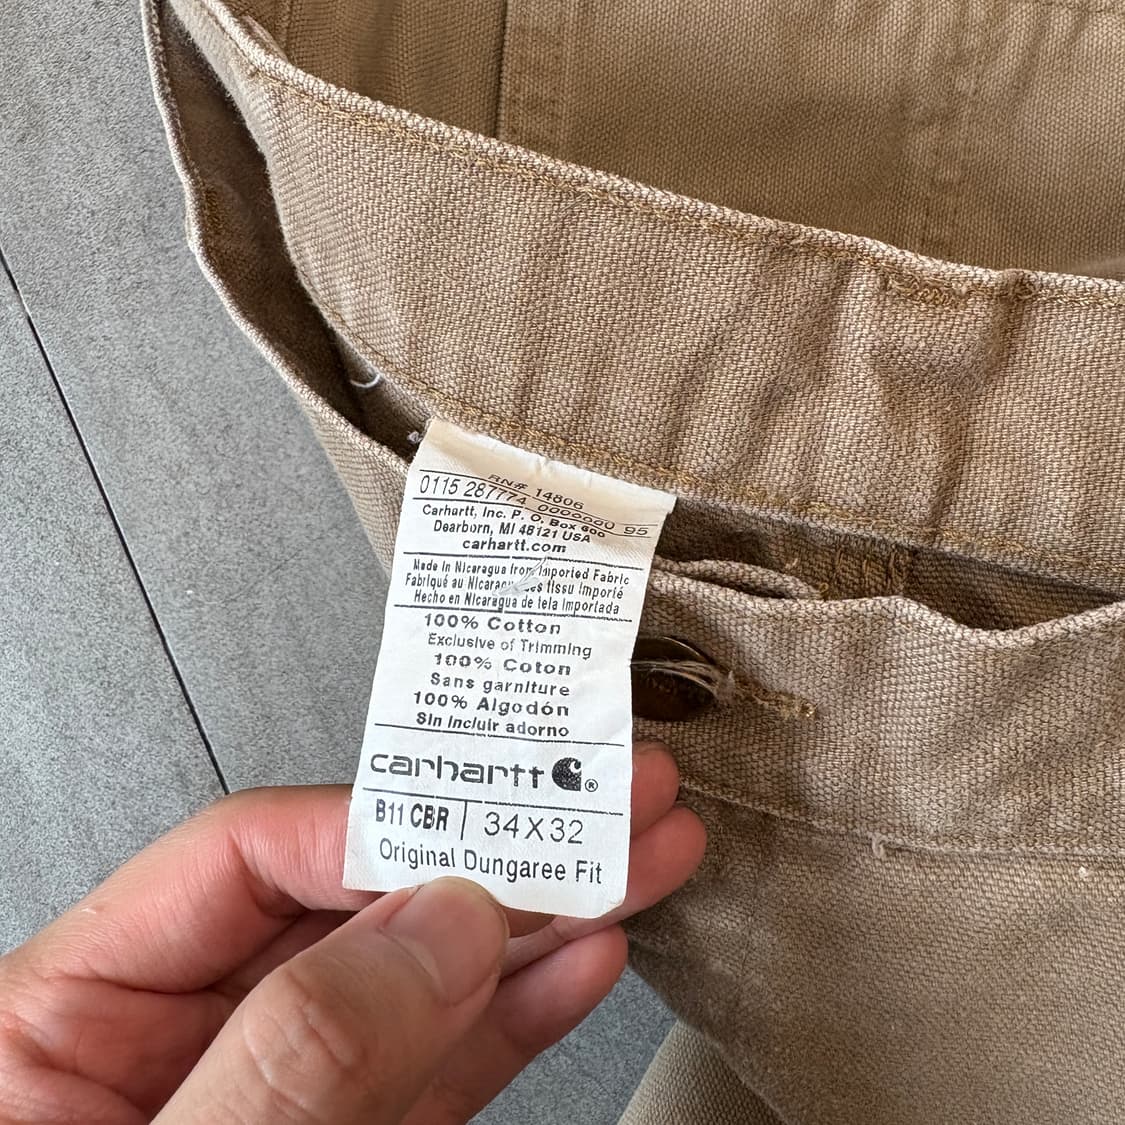 RN# 14806
0115 287774 95
Carhartt, Inc. P. O. Box 600
Dearborn, MI 48121 USA
carhartt.com
Made in Nicaragua from Imported Fabric
Fabriqué au Nicaragua des tissu importé
Hecho en Nicaragua de tela importada
100% Cotton
Exclusive of Trimming
100% Coton
Sans garniture
100% Algodón
Sin incluir adorno
carhartt ®
B11 CBR 34X32
Original Dungaree Fit